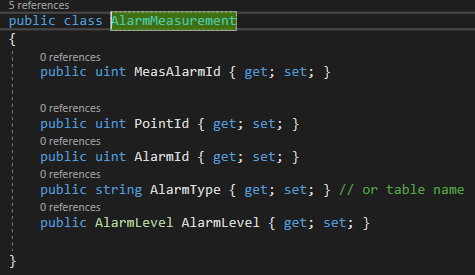 5 references
public class AlarmMeasurement
{
0 references
public uint MeasAlarmId { get; set; }
0 references
public uint PointId { get; set; }
0 references
public uint AlarmId { get; set; }
0 references
public string AlarmType { get; set; } // or table name
0 references
public AlarmLevel AlarmLevel { get; set; }
}